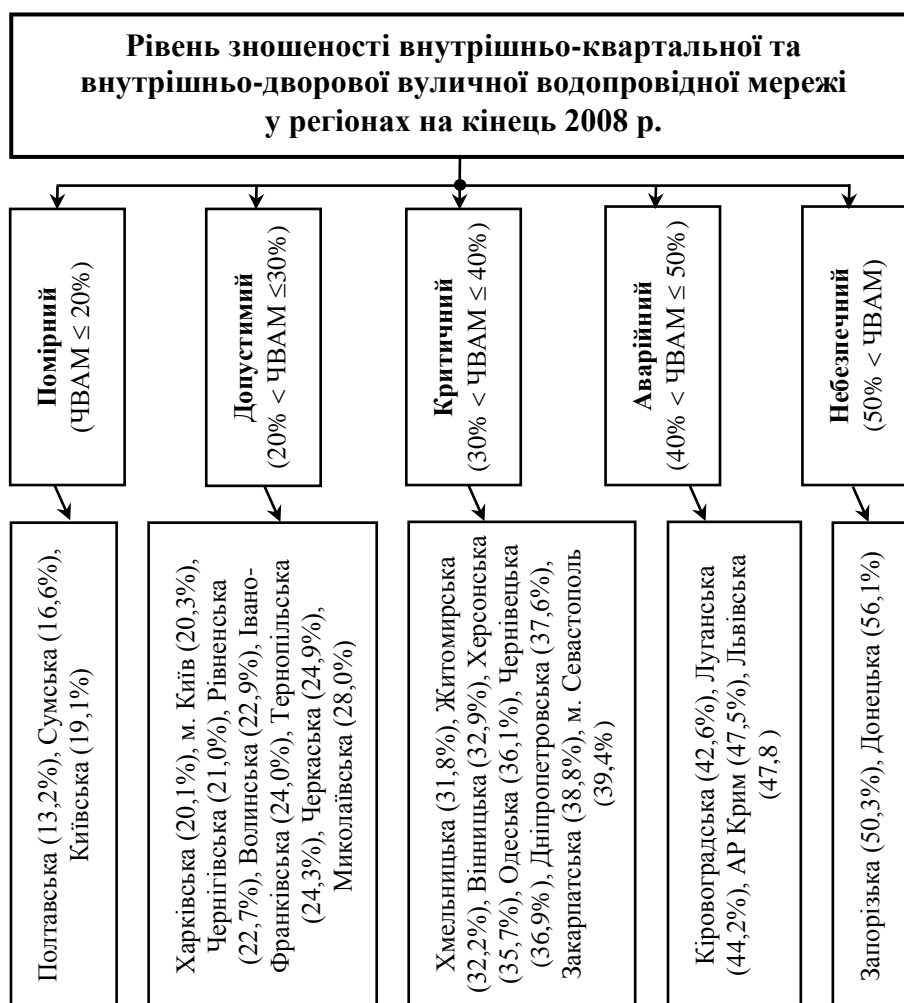 Рівень зношеності внутрішньо-квартальної та
внутрішньо-дворової вуличної водопровідної мережі
у регіонах на кінець 2008 р.
Помірний
(ЧВАМ ≤ 20%)
Допустимий
(20% < ЧВАМ ≤30%)
Критичний
(30% < ЧВАМ ≤ 40%)
Аварійний
(40% < ЧВАМ ≤ 50%)
Небезпечний
(50% < ЧВАМ)
Полтавська (13,2%), Сумська (16,6%),
Київська (19,1%)
Харківська (20,1%), м. Київ (20,3%),
Чернігівська (21,0%), Рівненська
(22,7%), Волинська (22,9%), Івано-
Франківська (24,0%), Тернопільська
(24,3%), Черкаська (24,9%),
Миколаївська (28,0%)
Хмельницька (31,8%), Житомирська
(32,2%), Вінницька (32,9%), Херсонська
(35,7%), Одеська (36,1%), Чернівецька
(36,9%), Дніпропетровська (37,6%),
Закарпатська (38,8%), м. Севастополь
(39,4%)
Кіровоградська (42,6%), Луганська
(44,2%), АР Крим (47,5%), Львівська
(47,8 )
Запорізька (50,3%), Донецька (56,1%)